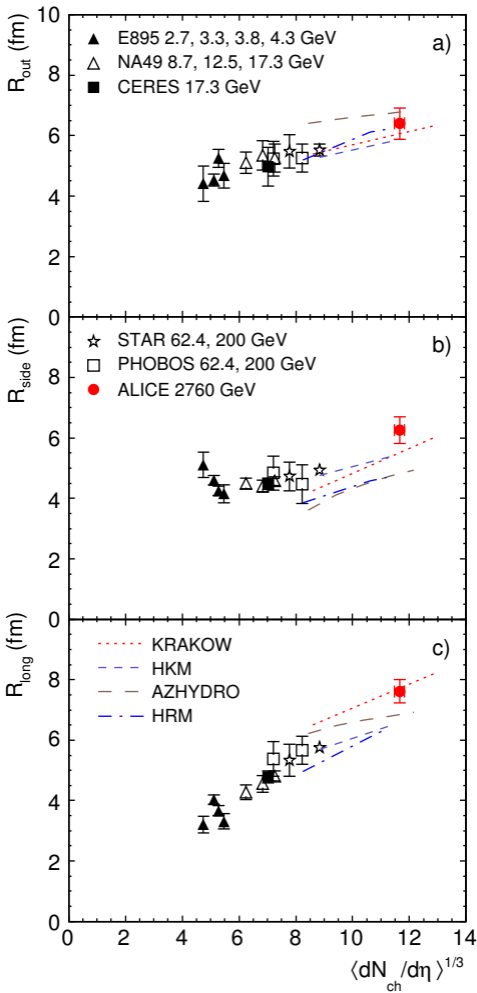 10
8
6
4
2
0
R_out (fm)
a)
E895 2.7, 3.3, 3.8, 4.3 GeV
NA49 8.7, 12.5, 17.3 GeV
CERES 17.3 GeV
8
6
4
2
0
R_side (fm)
b)
STAR 62.4, 200 GeV
PHOBOS 62.4, 200 GeV
ALICE 2760 GeV
8
6
4
2
0
R_long (fm)
c)
KRAKOW
HKM
AZHYDRO
HRM
0 2 4 6 8 10 12 14
⟨dN_ch/dη⟩^1/3